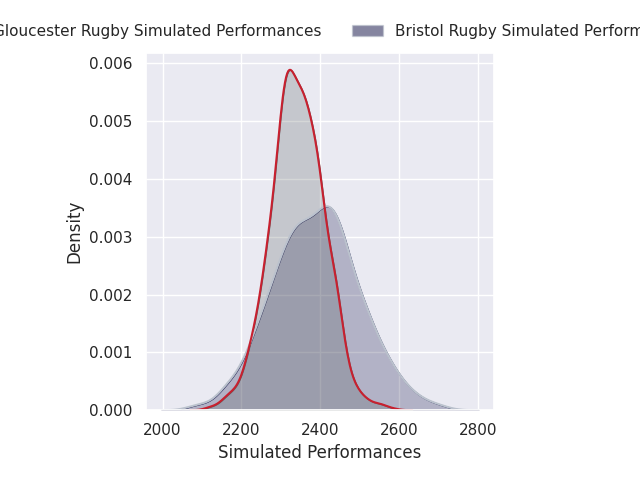 Gloucester Rugby Simulated Performances
Bristol Rugby Simulated Perform
0.006
0.005
0.004
0.003
0.002
0.001
0.000
Density
2000 2200 2400 2600 2800
Simulated Performances